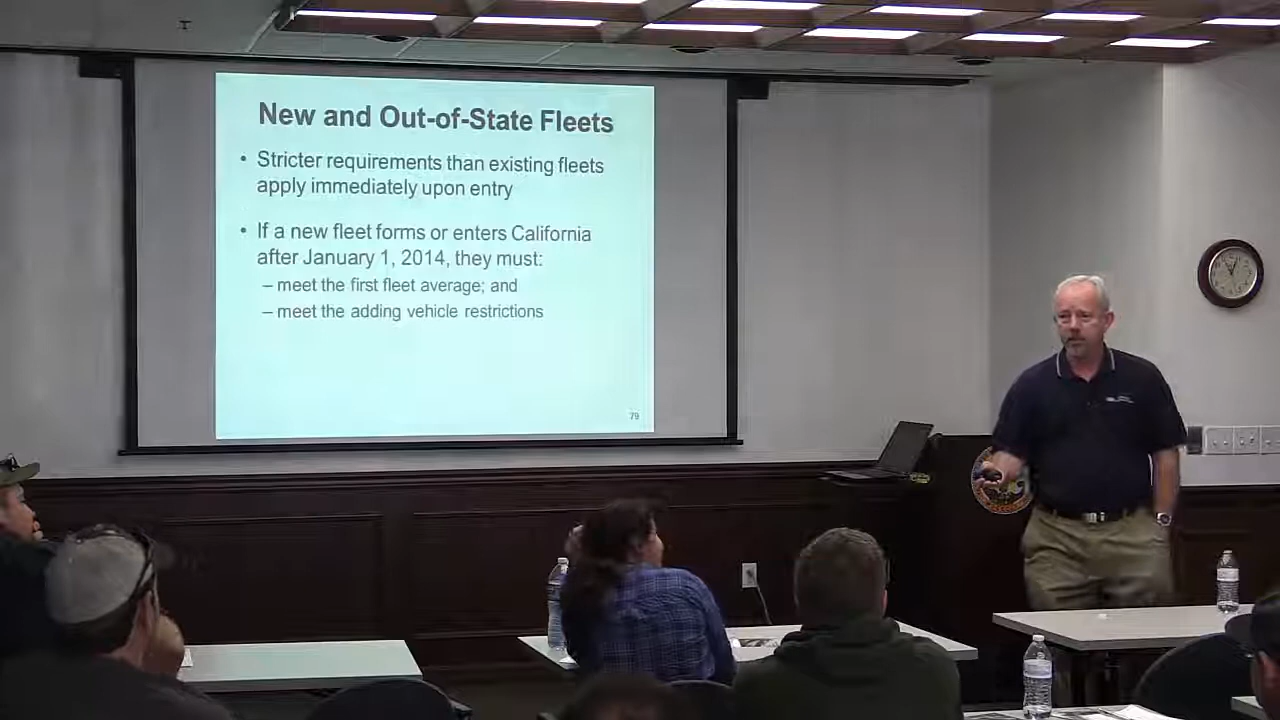 New and Out-of-State Fleets
• Stricter requirements than existing fleets
apply immediately upon entry
• If a new fleet forms or enters California
after January 1, 2014, they must:
– meet the first fleet average; and
– meet the adding vehicle restrictions
79